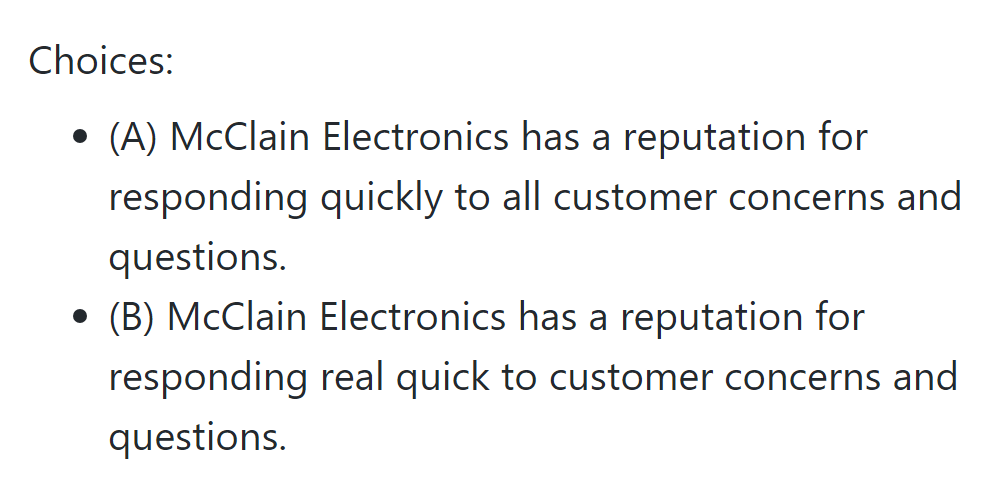 Choices:
• (A) McClain Electronics has a reputation for
responding quickly to all customer concerns and
questions.
• (B) McClain Electronics has a reputation for
responding real quick to customer concerns and
questions.